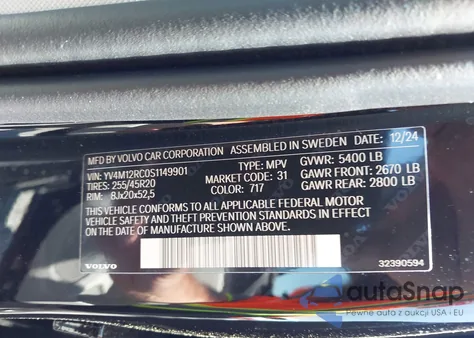 MFD BY VOLVO CAR CORPORATION ASSEMBLED IN SWEDEN 12/24
VIN: YV4M12RC0S1149901 TYPE: MPV GVWR: 5400 LB
TIRES: 255/45R20 MARKET CODE: 31 GAWR FRONT: 2670 LB
RIM: 8Jx20x52,5 COLOR: 717 GAWR REAR: 2800 LB
THIS VEHICLE CONFORMS TO ALL APPLICABLE FEDERAL MOTOR
VEHICLE SAFETY AND THEFT PREVENTION STANDARDS IN EFFECT ON THE
DATE OF MANUFACTURE SHOWN ABOVE.
VOLVO 32390594
autoSnap
Pewne zakupy z aukcji USA - EU